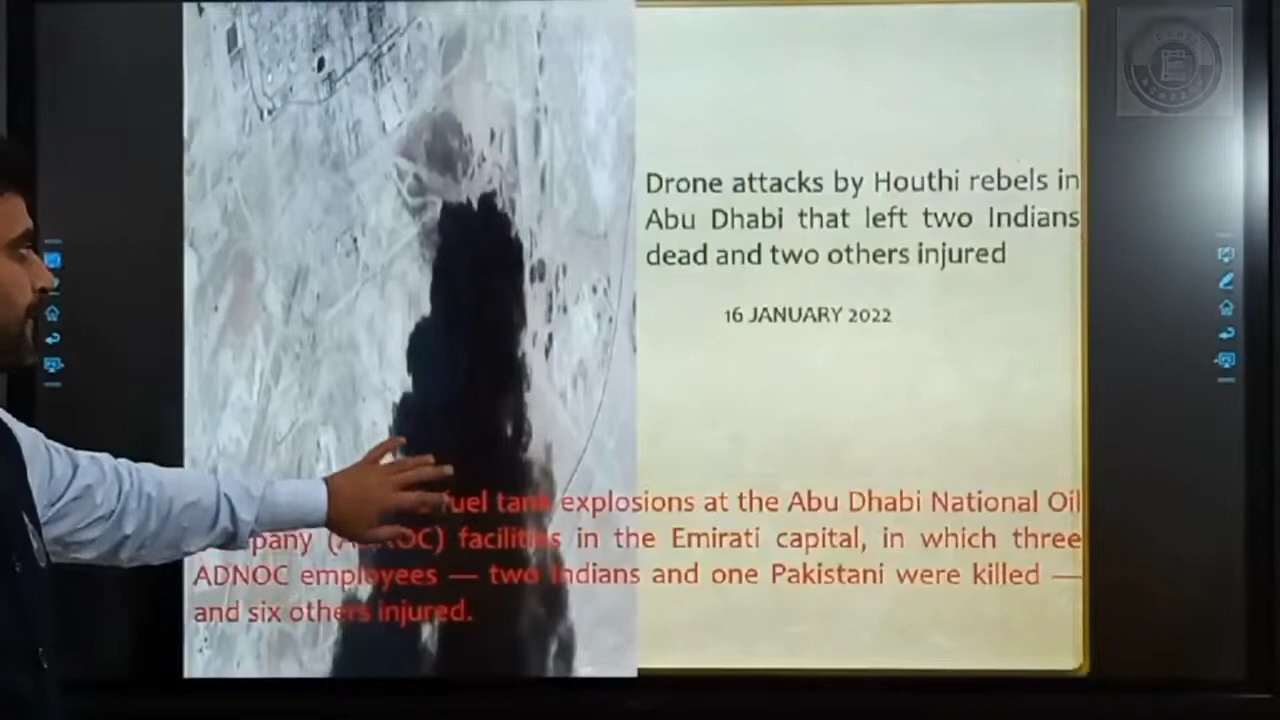 Drone attacks by Houthi rebels in
Abu Dhabi that left two Indians
dead and two others injured
16 JANUARY 2022
fuel tank explosions at the Abu Dhabi National Oil
facilities in the Emirati capital, in which three
ADNOC employees — two Indians and one Pakistani were killed —
and six others injured.